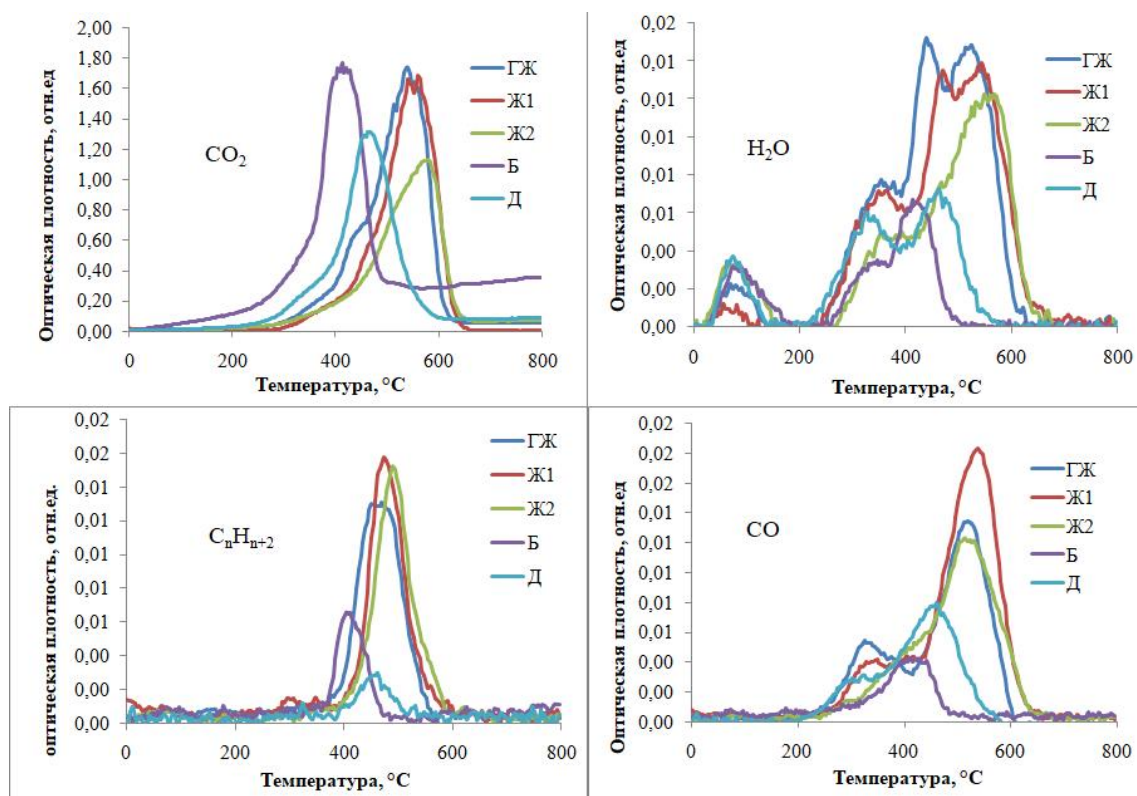 Оптическая плотность, отн.ед
2,00
1,80
1,60
1,40
1,20
1,00
0,80
0,60
0,40
0,20
0,00
CO2
ГЖ
Ж1
Ж2
Б
Д
0
200
400
600
800
Температура, °C
Оптическая плотность, отн.ед
0,02
0,01
0,01
0,01
0,01
0,01
0,00
0,00
0,00
H2O
ГЖ
Ж1
Ж2
Б
Д
0
200
400
600
800
Температура, °C
оптическая плотность, отн.ед.
0,02
0,02
0,01
0,01
0,01
0,01
0,01
0,00
0,00
0,00
CnHn+2
ГЖ
Ж1
Ж2
Б
Д
0
200
400
600
800
Температура, °C
Оптическая плотность, отн.ед
0,02
0,02
0,02
0,01
0,01
0,01
0,01
0,01
0,00
0,00
0,00
CO
ГЖ
Ж1
Ж2
Б
Д
0
200
400
600
800
Температура, °C